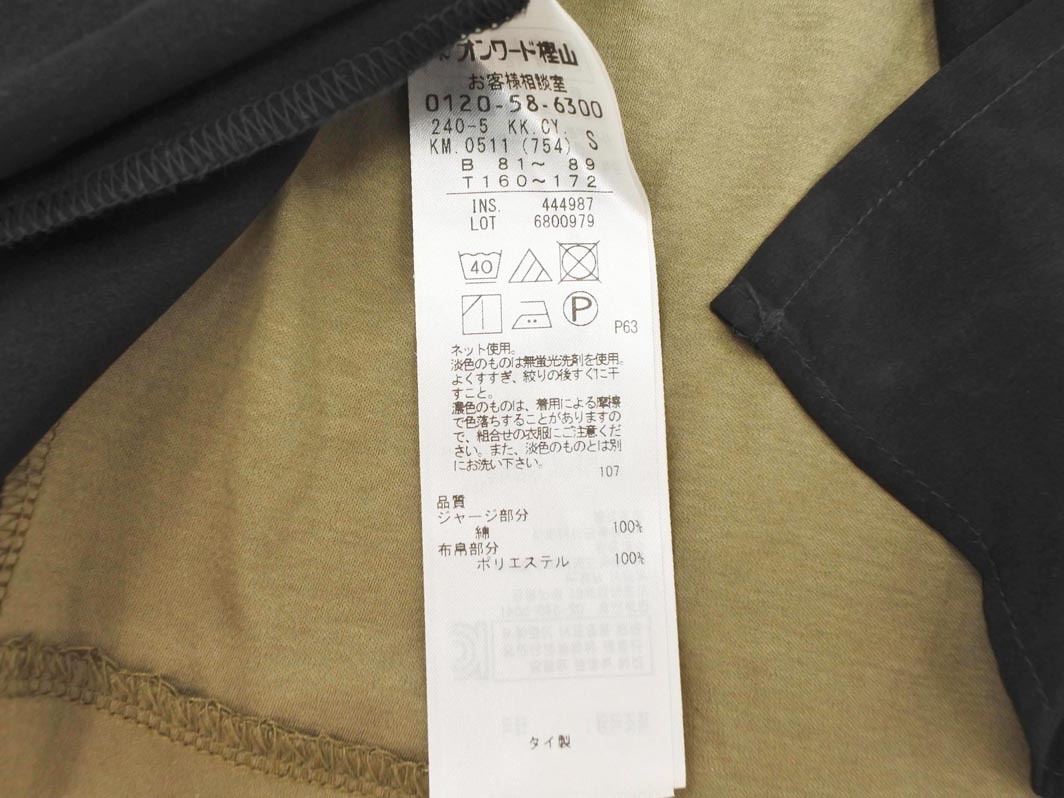 オンワード樫山
お客様相談室
0120-58-6300
240-5 KK.CY.
KM.0511 (754) S
B 81～ 89
T160～172
INS. 444987
LOT 6800979
40
P
P63
ネット使用。
淡色のものは無蛍光洗剤を使用。
よくすすぎ、絞りの後すぐに干
すこと。
濃色のものは、着用による摩擦
で色落ちすることがありますの
で、組合せの衣服にご注意くだ
さい。また、淡色のものとは別
にお洗い下さい。
107
品質
ジャージ部分
綿 100%
布帛部分
ポリエステル 100%
タイ製